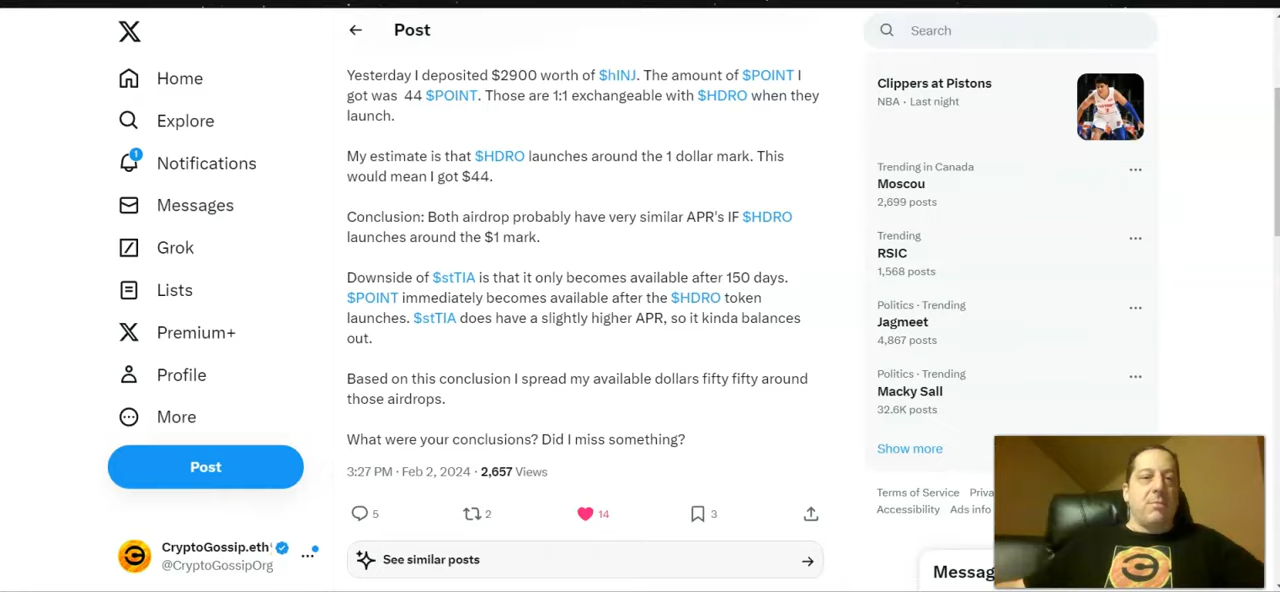 Post
Search
Home
Explore
1
Notifications
Messages
Grok
Lists
Premium+
Profile
More
Post
CryptoGossip.eth
@CryptoGossipOrg
Yesterday I deposited $2900 worth of $hINJ. The amount of $POINT I
got was 44 $POINT. Those are 1:1 exchangeable with $HDRO when they
launch.
My estimate is that $HDRO launches around the 1 dollar mark. This
would mean I got $44.
Conclusion: Both airdrop probably have very similar APR's IF $HDRO
launches around the $1 mark.
Downside of $stTIA is that it only becomes available after 150 days.
$POINT immediately becomes available after the $HDRO token
launches. $stTIA does have a slightly higher APR, so it kinda balances
out.
Based on this conclusion I spread my available dollars fifty fifty around
those airdrops.
What were your conclusions? Did I miss something?
3:27 PM · Feb 2, 2024 · 2,657 Views
5 2 14 3
See similar posts
Clippers at Pistons
NBA · Last night
Trending in Canada
Moscou
2,699 posts
Trending
RSIC
1,568 posts
Politics · Trending
Jagmeet
4,867 posts
Politics · Trending
Macky Sall
32.6K posts
Show more
Terms of Service
Accessibility Ads info